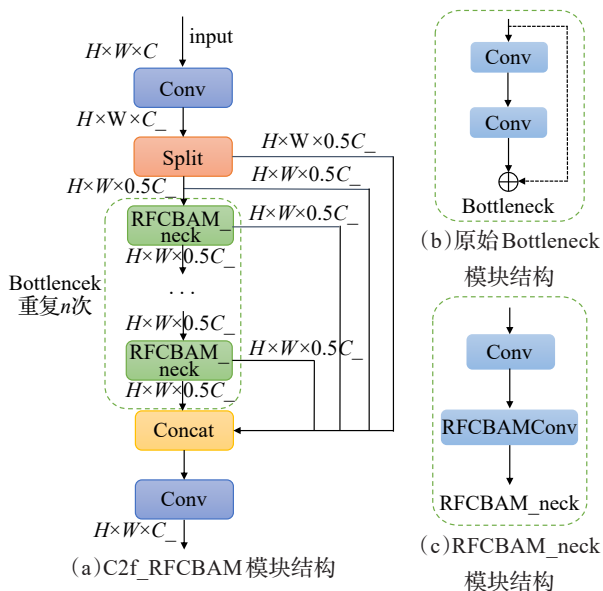 input
H×W×C
Conv
H×W×C_
Split
H×W×0.5C_
H×W×0.5C_
H×W×0.5C_
RFCBAM_
neck
H×W×0.5C_
H×W×0.5C_
Bottlencek
重复n次
···
H×W×0.5C_
RFCBAM_
neck
H×W×0.5C_
H×W×0.5C_
Concat
Conv
H×W×C_
(a)C2f_RFCBAM模块结构
Conv
Conv
Bottleneck
(b)原始Bottleneck
模块结构
Conv
RFCBAMConv
RFCBAM_neck
(c)RFCBAM_neck
模块结构